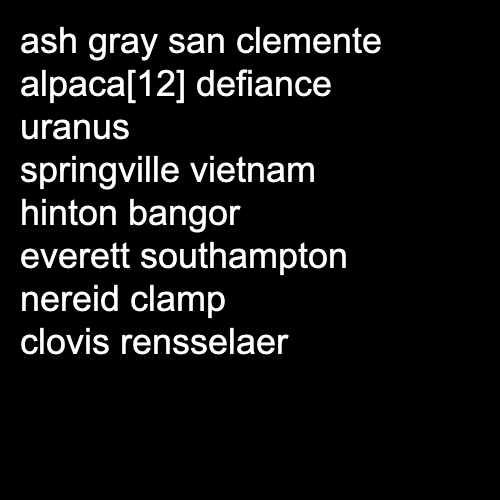 ash gray san clemente
alpaca[12] defiance
uranus
springville vietnam
hinton bangor
everett southampton
nereid clamp
clovis rensselaer